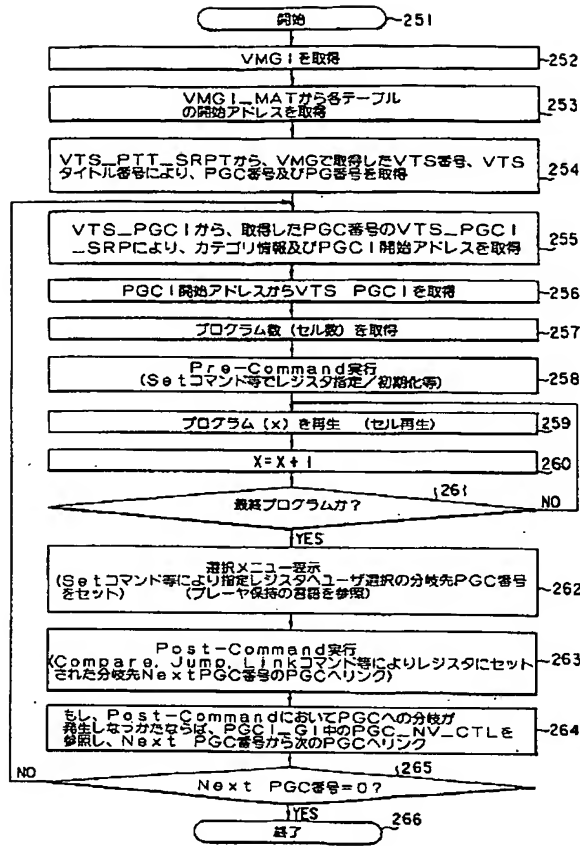 開始
251
VMGIを取得
252
VMGI_MATから各テーブル
の開始アドレスを取得
253
VTS_PTT_SRPTから、VMGで取得したVTS番号、VTS
タイトル番号により、PGC番号及びPG番号を取得
254
VTS_PGCIから、取得したPGC番号のVTS_PGCI
_SRPにより、カテゴリ情報及びPGCI開始アドレスを取得
255
PGCI開始アドレスからVTS PGCIを取得
256
プログラム数(セル数)を取得
257
Pre-Command実行
(Setコマンド等でレジスタ指定/初期化等)
258
プログラム(x)を再生 (セル再生)
259
X=X+1
260
261
最終プログラムか?
NO
YES
選択メニュー表示
(Setコマンド等により指定レジスタへユーザ選択の分岐先PGC番号
をセット) (プレーヤ保持の言語を参照)
262
Post-Command実行
(Compare, Jump, Linkコマンド等によりレジスタにセット
された分岐先NextPGC番号のPGCへリンク)
263
もし、Post-CommandにおいてPGCへの分岐が
発生しなつかたならば、PGCI_GI中のPGC_NV_CTLを
参照し、Next PGC番号から次のPGCへリンク
264
265
NO
Next PGC番号=0?
YES
終了
266